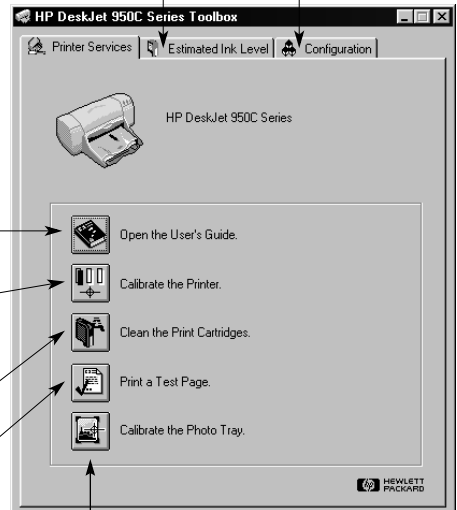 HP DeskJet 950C Series Toolbox
Printer Services Estimated Ink Level Configuration
HP DeskJet 950C Series
Open the User's Guide.
Calibrate the Printer.
Clean the Print Cartridges.
Print a Test Page.
Calibrate the Photo Tray.
hp HEWLETT
PACKARD